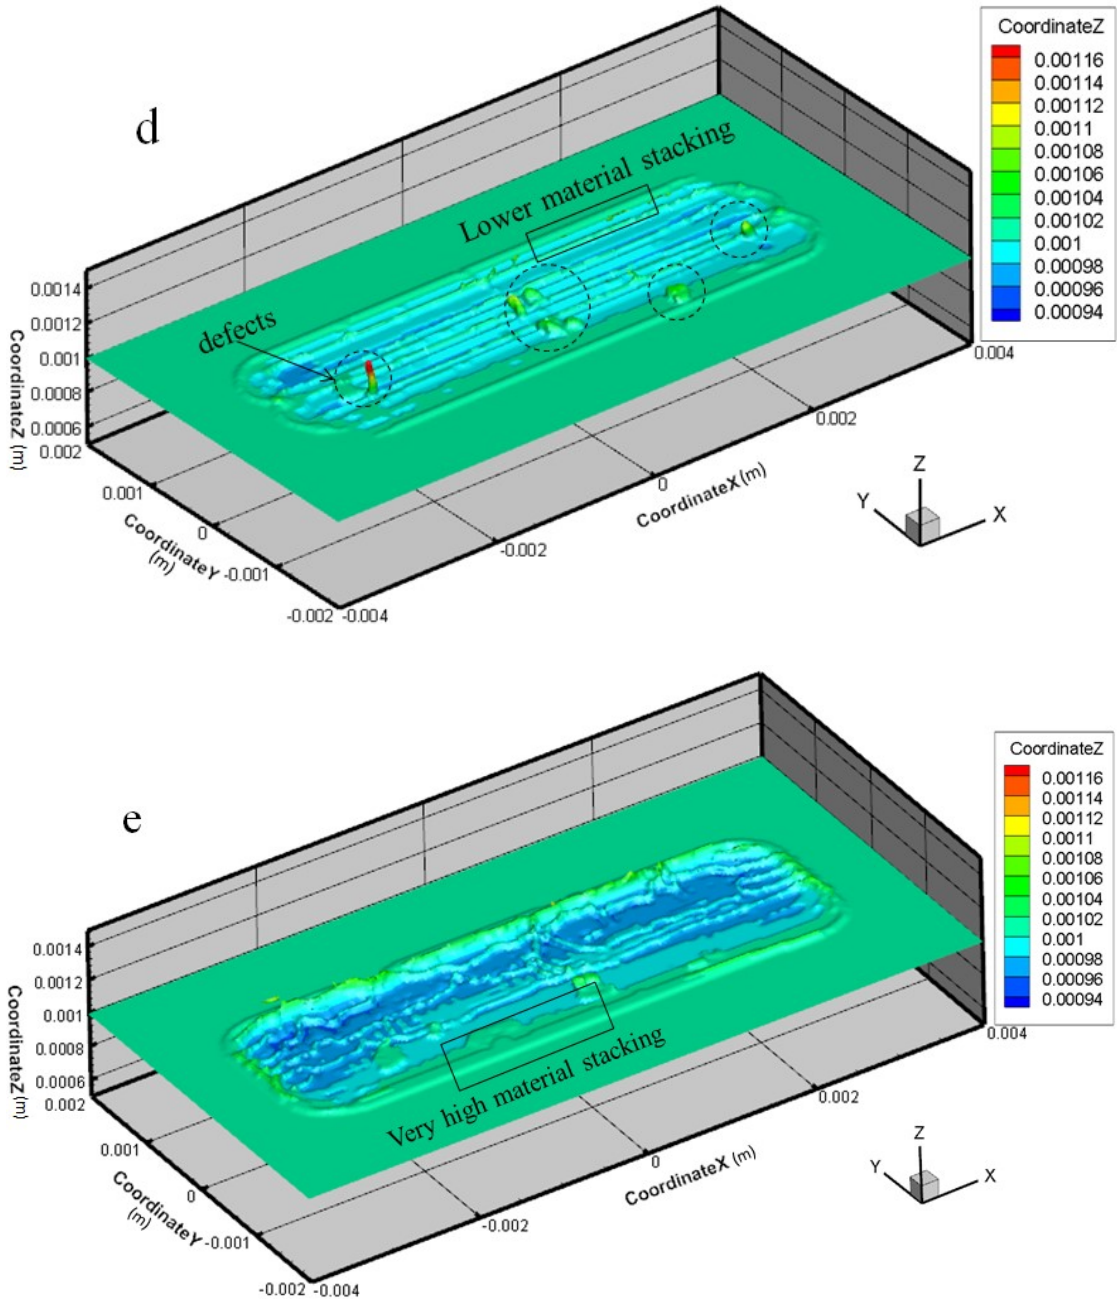 CoordinateZ
0.00116
0.00114
0.00112
0.0011
0.00108
0.00106
0.00104
0.00102
0.001
0.00098
0.00096
0.00094
d
Lower material stacking
defects
0.0014
0.0012
0.001
0.0008
0.0006
CoordinateZ (m)
0.002
0.001
0
-0.001
-0.002
CoordinateY
(m)
-0.004
-0.002
0
0.002
0.004
CoordinateX (m)
Z
Y
X
CoordinateZ
0.00116
0.00114
0.00112
0.0011
0.00108
0.00106
0.00104
0.00102
0.001
0.00098
0.00096
0.00094
e
Very high material stacking
0.0014
0.0012
0.001
0.0008
0.0006
CoordinateZ (m)
0.002
0.001
0
-0.001
-0.002
CoordinateY
(m)
-0.004
-0.002
0
0.002
0.004
CoordinateX (m)
Z
Y
X